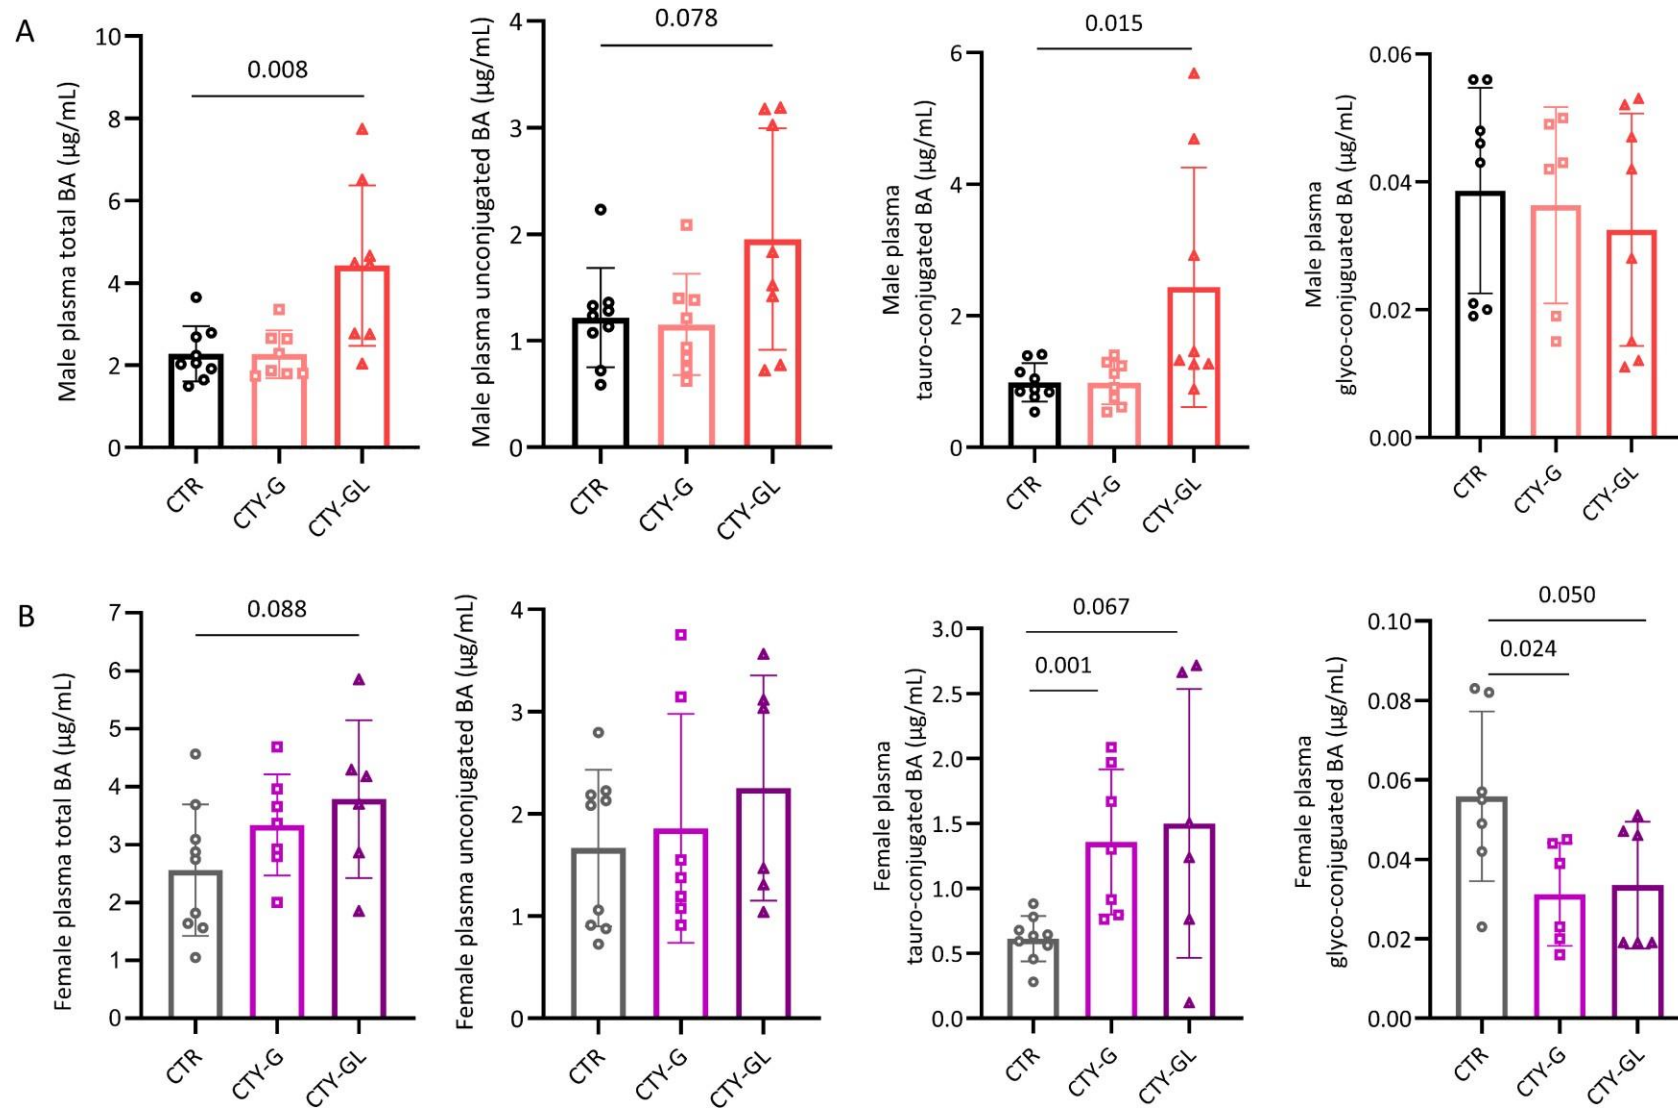 A
Male plasma total BA (µg/mL)
10
8
6
4
2
0
0.008
CTR
CTY-G
CTY-GL
Male plasma unconjugated BA (µg/mL)
4
3
2
1
0
0.078
CTR
CTY-G
CTY-GL
Male plasma
tauro-conjugated BA (µg/mL)
6
4
2
0
0.015
CTR
CTY-G
CTY-GL
Male plasma
glyco-conjuguated BA (µg/mL)
0.06
0.04
0.02
0.00
CTR
CTY-G
CTY-GL
B
Female plasma total BA (µg/mL)
7
6
5
4
3
2
1
0
0.088
CTR
CTY-G
CTY-GL
Female plasma unconjugated BA (µg/mL)
4
3
2
1
0
CTR
CTY-G
CTY-GL
Female plasma
tauro-conjugated BA (µg/mL)
3.0
2.5
2.0
1.5
1.0
0.5
0.0
0.067
0.001
CTR
CTY-G
CTY-GL
Female plasma
glyco-conjuguated BA (µg/mL)
0.10
0.08
0.06
0.04
0.02
0.00
0.050
0.024
CTR
CTY-G
CTY-GL